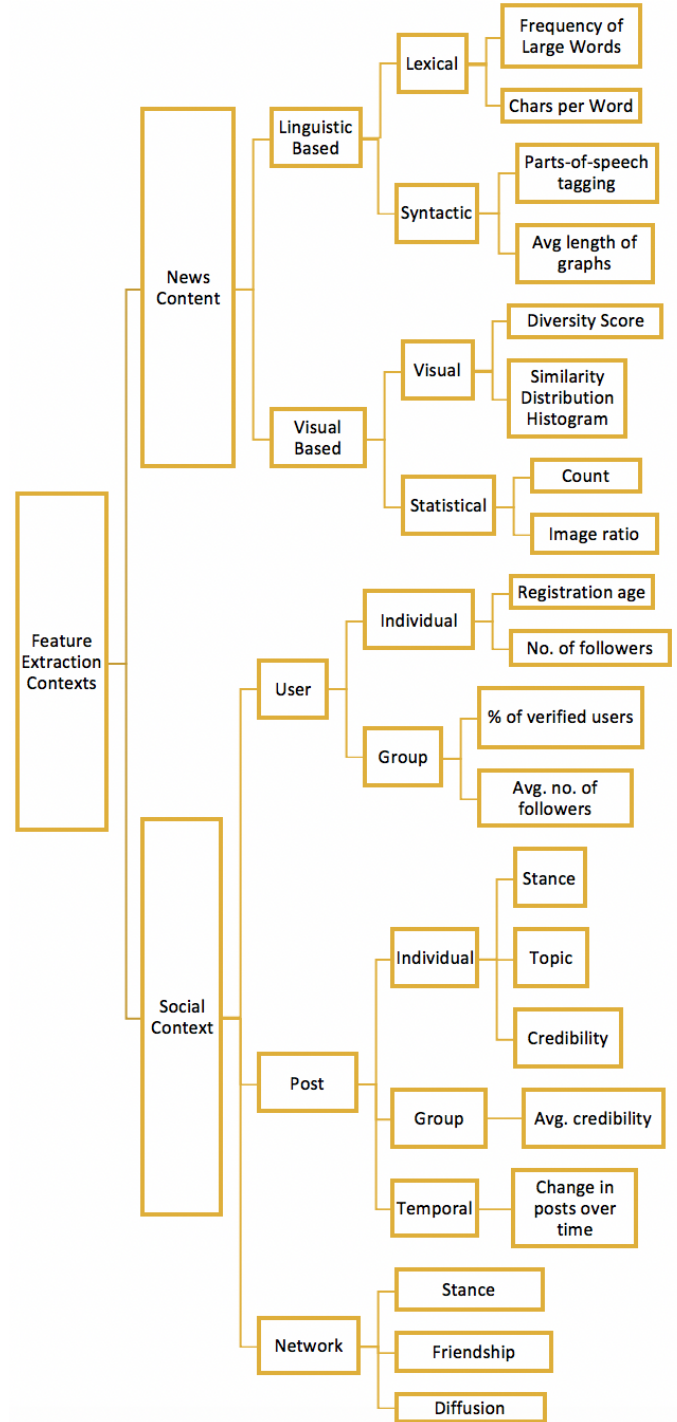 Frequency of
Large Words
Lexical
Chars per Word
Linguistic
Based
Parts-of-speech
tagging
Syntactic
Avg length of
graphs
News
Content
Diversity Score
Visual
Similarity
Distribution
Histogram
Visual
Based
Count
Statistical
Image ratio
Feature
Extraction
Contexts
Registration age
Individual
No. of followers
User
% of verified users
Group
Avg. no. of
followers
Social
Context
Stance
Individual
Topic
Credibility
Post
Group
Avg. credibility
Temporal
Change in
posts over
time
Stance
Network
Friendship
Diffusion